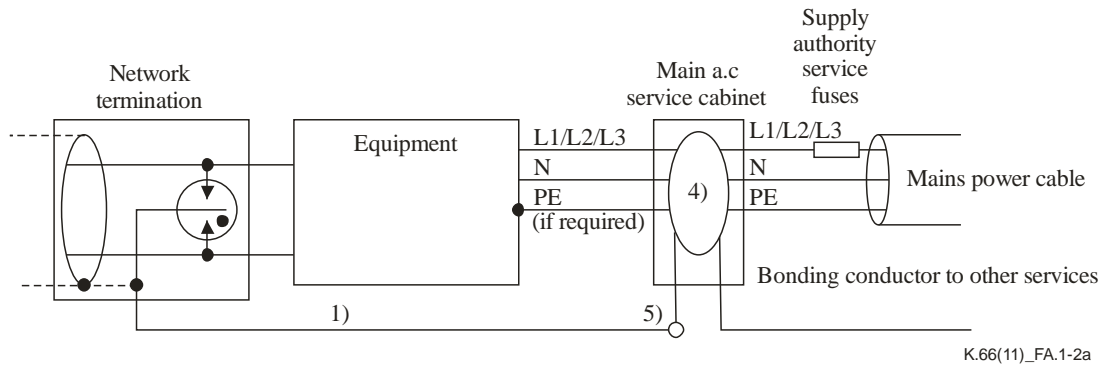 Supply
authority
service
fuses
Network
termination
Main a.c
service cabinet
Equipment
L1/L2/L3
L1/L2/L3
N
N
4)
Mains power cable
PE
PE
(if required)
Bonding conductor to other services
1)
5)
K.66(11)_FA.1-2a